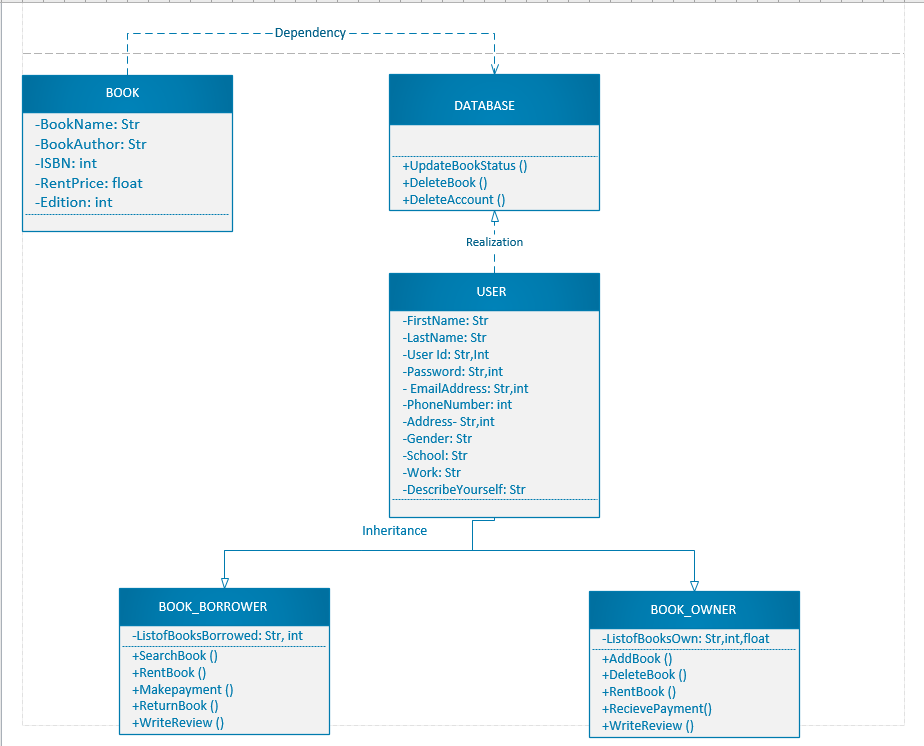 Dependency
BOOK
-BookName: Str
-BookAuthor: Str
-ISBN: int
-RentPrice: float
-Edition: int
DATABASE
+UpdateBookStatus ()
+DeleteBook ()
+DeleteAccount ()
Realization
USER
-FirstName: Str
-LastName: Str
-User Id: Str,Int
-Password: Str,int
- EmailAddress: Str,int
-PhoneNumber: int
-Address- Str,int
-Gender: Str
-School: Str
-Work: Str
-DescribeYourself: Str
Inheritance
BOOK_BORROWER
-ListofBooksBorrowed: Str, int
+SearchBook ()
+RentBook ()
+Makepayment ()
+ReturnBook ()
+WriteReview ()
BOOK_OWNER
-ListofBooksOwn: Str,int,float
+AddBook ()
+DeleteBook ()
+RentBook ()
+RecievePayment()
+WriteReview ()